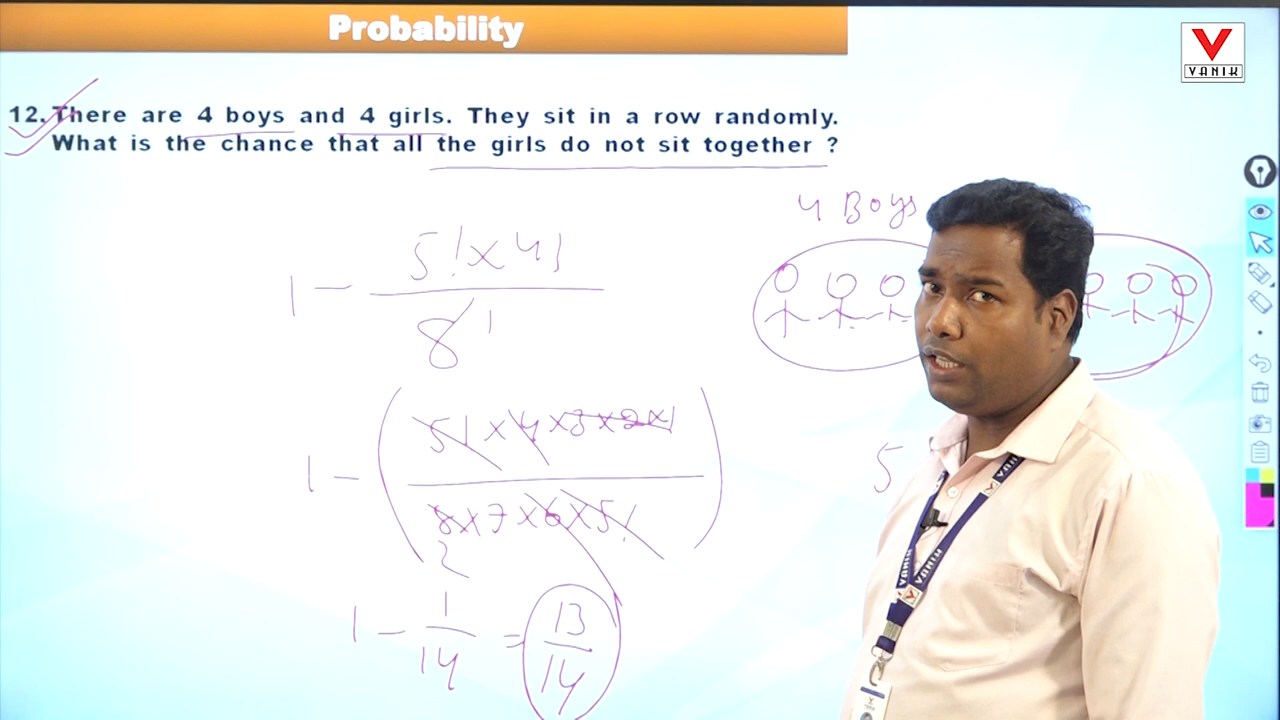 Probability
VANIK
12. There are 4 boys and 4 girls. They sit in a row randomly.
What is the chance that all the girls do not sit together ?
4 Boys
1 - 5! x 4!
8!
1 - ( 5! x 4 x 3 x 2 x 1
8 x 7 x 6 x 5! )
2
5
1 - 1/14 = 13/14
VANIK